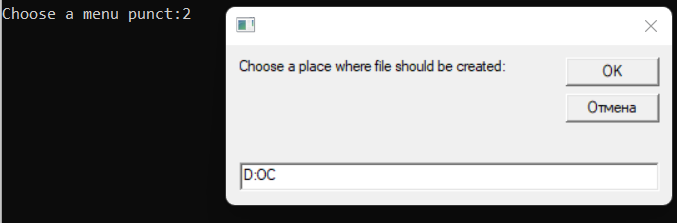 Choose a menu punct:2
Choose a place where file should be created:
OK
Отмена
D:OC